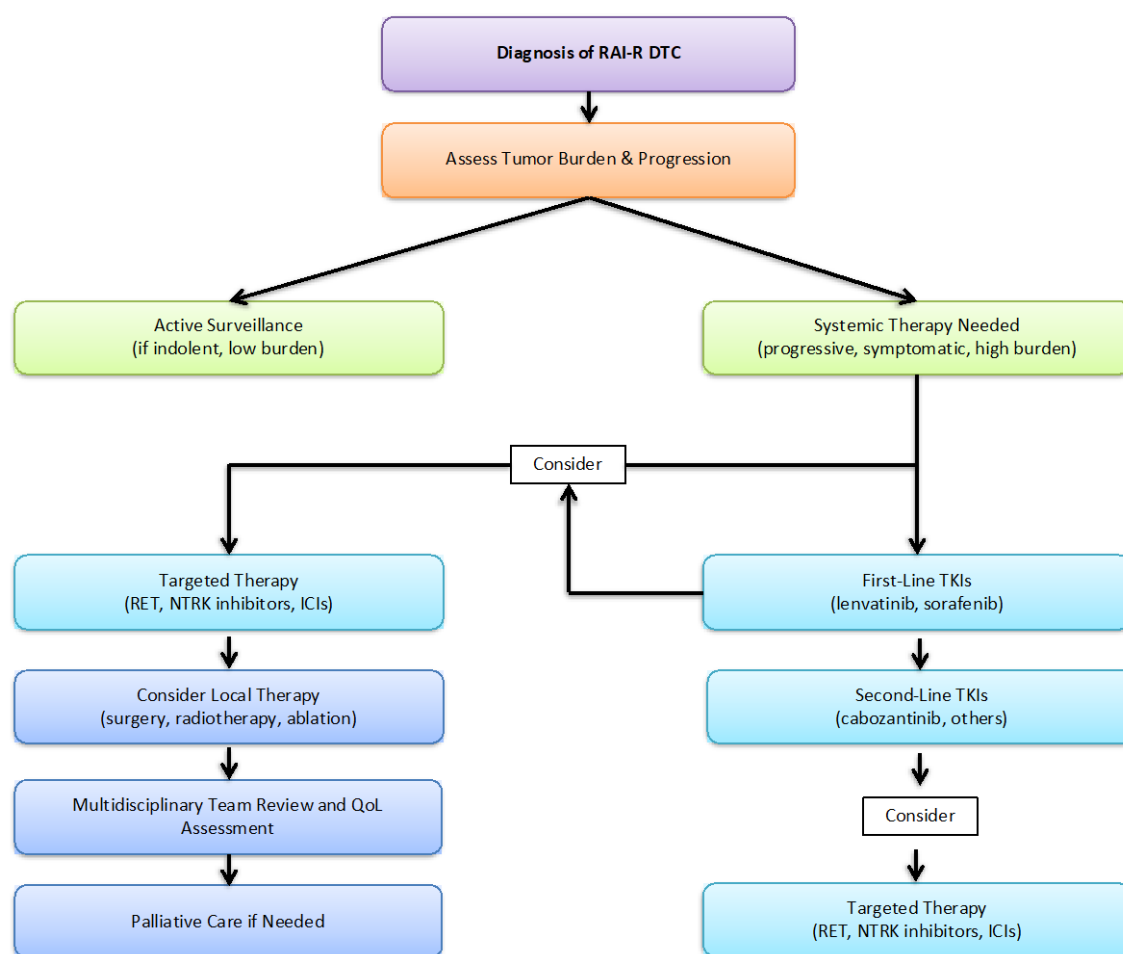 Diagnosis of RAI-R DTC
Assess Tumor Burden & Progression
Active Surveillance
(if indolent, low burden)
Systemic Therapy Needed
(progressive, symptomatic, high burden)
Consider
Targeted Therapy
(RET, NTRK inhibitors, ICIs)
First-Line TKIs
(lenvatinib, sorafenib)
Consider Local Therapy
(surgery, radiotherapy, ablation)
Second-Line TKIs
(cabozantinib, others)
Multidisciplinary Team Review and QoL
Assessment
Consider
Palliative Care if Needed
Targeted Therapy
(RET, NTRK inhibitors, ICIs)